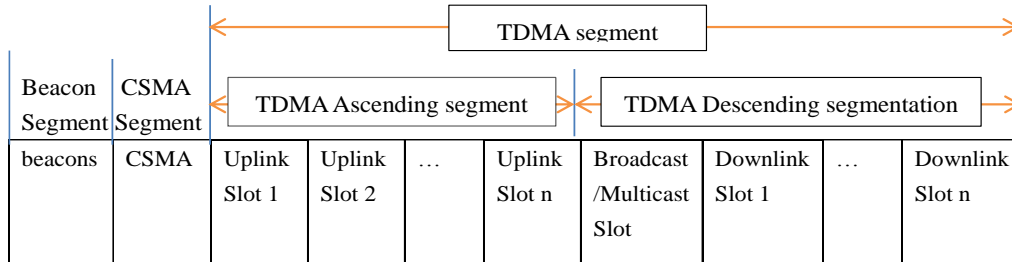 TDMA segment
Beacon
Segment
CSMA
Segment
TDMA Ascending segment
TDMA Descending segmentation
beacons
CSMA
Uplink
Slot 1
Uplink
Slot 2
…
Uplink
Slot n
Broadcast
/Multicast
Slot
Downlink
Slot 1
…
Downlink
Slot n